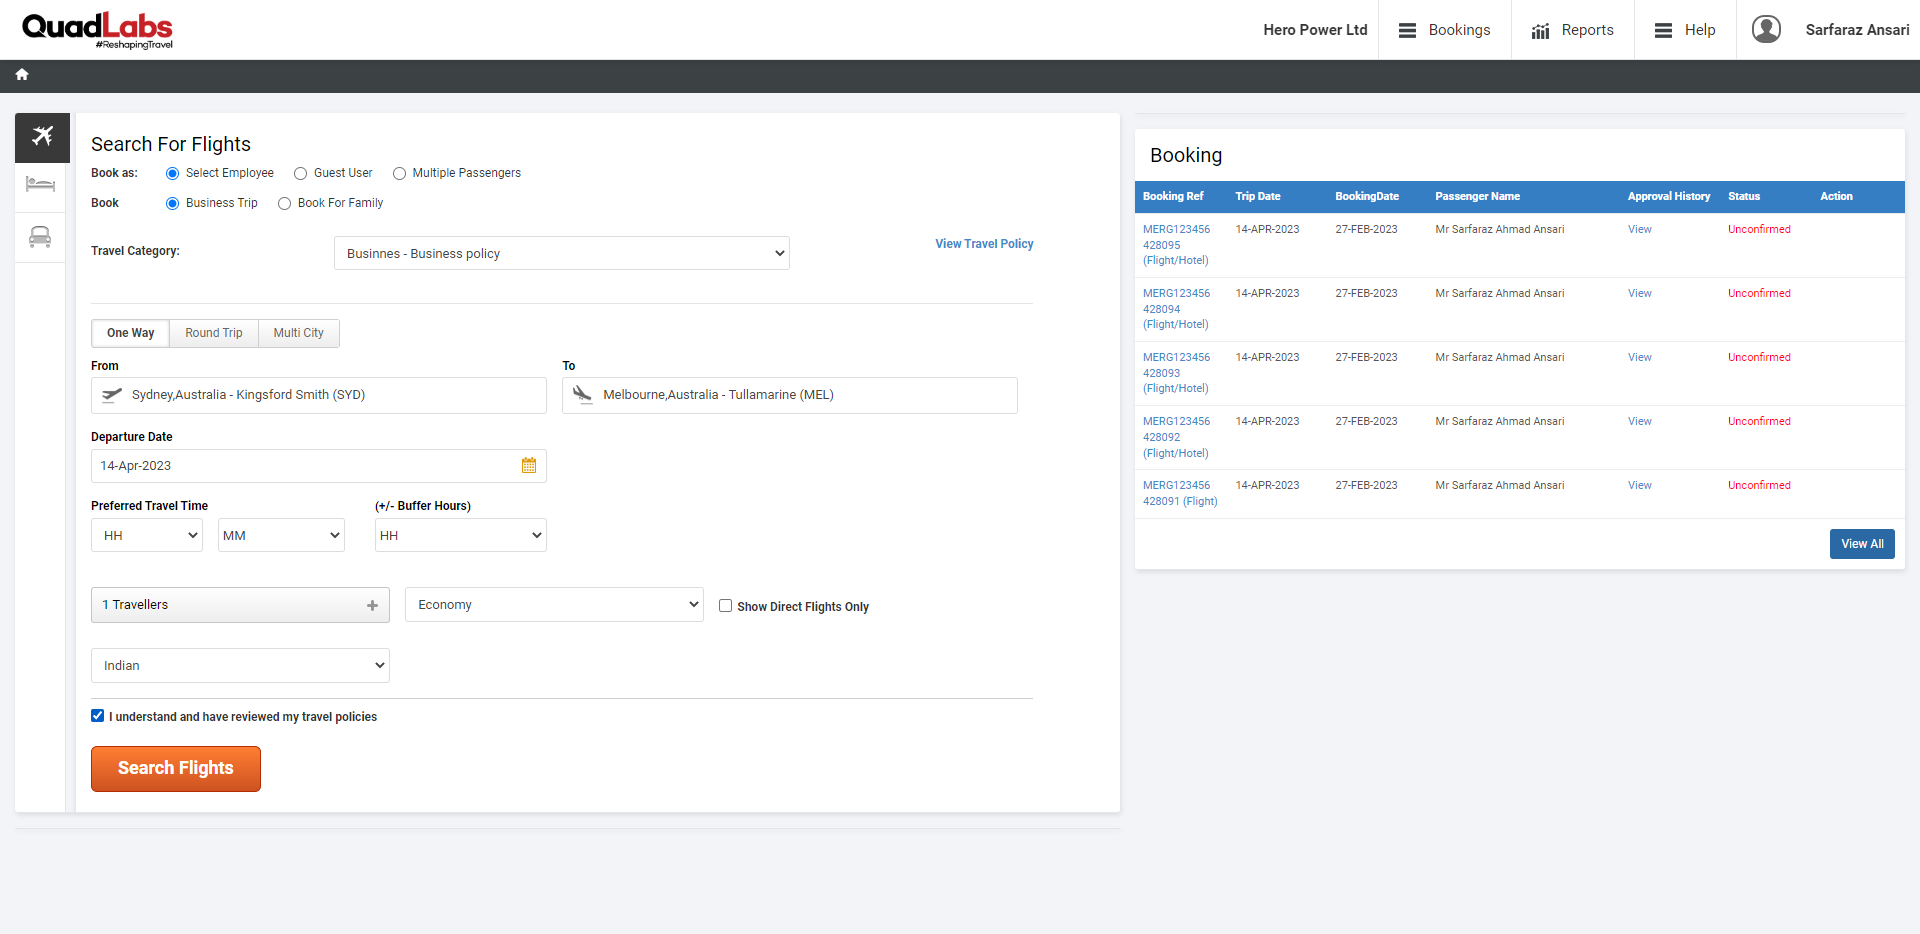 QuadLabs
#ReshapingTravel
Hero Power Ltd
Bookings
Reports
Help
Sarfaraz Ansari
Search For Flights
Book as: Select Employee Guest User Multiple Passengers
Book Business Trip Book For Family
Travel Category: Businnes - Business policy View Travel Policy
One Way Round Trip Multi City
From To
Sydney,Australia - Kingsford Smith (SYD) Melbourne,Australia - Tullamarine (MEL)
Departure Date
14-Apr-2023
Preferred Travel Time (+/- Buffer Hours)
HH MM HH
1 Travellers Economy Show Direct Flights Only
Indian
I understand and have reviewed my travel policies
Search Flights
Booking
Booking Ref Trip Date BookingDate Passenger Name Approval History Status Action
MERG123456 14-APR-2023 27-FEB-2023 Mr Sarfaraz Ahmad Ansari View Unconfirmed
428095
(Flight/Hotel)
MERG123456 14-APR-2023 27-FEB-2023 Mr Sarfaraz Ahmad Ansari View Unconfirmed
428094
(Flight/Hotel)
MERG123456 14-APR-2023 27-FEB-2023 Mr Sarfaraz Ahmad Ansari View Unconfirmed
428093
(Flight/Hotel)
MERG123456 14-APR-2023 27-FEB-2023 Mr Sarfaraz Ahmad Ansari View Unconfirmed
428092
(Flight/Hotel)
MERG123456 14-APR-2023 27-FEB-2023 Mr Sarfaraz Ahmad Ansari View Unconfirmed
428091 (Flight)
View All